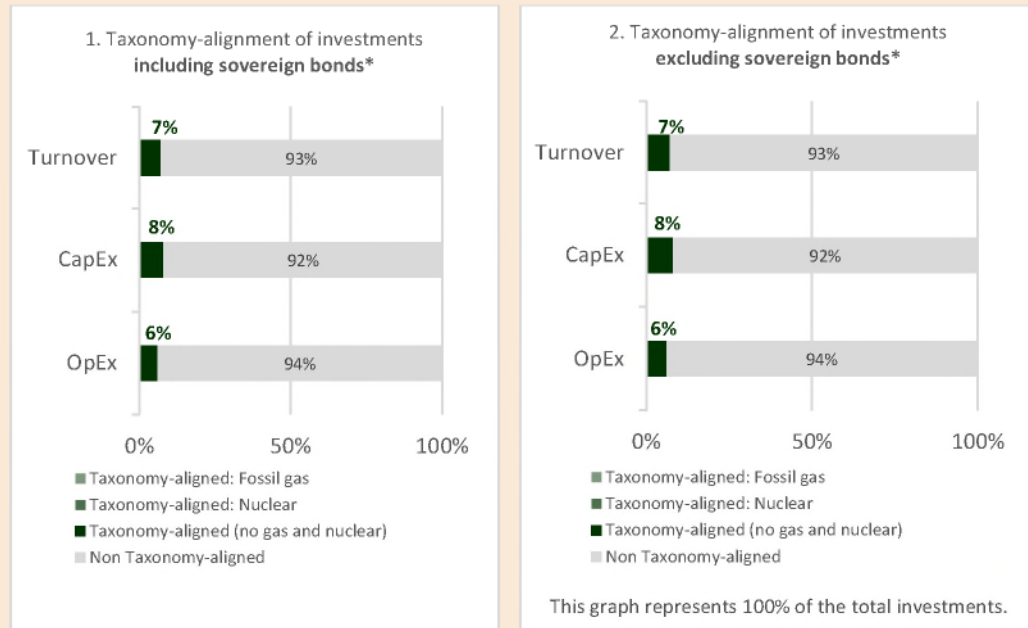 1. Taxonomy-alignment of investments
including sovereign bonds*
7%
Turnover
93%
8%
CapEx
92%
6%
OpEx
94%
0%
50%
100%
Taxonomy-aligned: Fossil gas
Taxonomy-aligned: Nuclear
Taxonomy-aligned (no gas and nuclear)
Non Taxonomy-aligned
2. Taxonomy-alignment of investments
excluding sovereign bonds*
7%
Turnover
93%
8%
CapEx
92%
6%
OpEx
94%
0%
50%
100%
Taxonomy-aligned: Fossil gas
Taxonomy-aligned: Nuclear
Taxonomy-aligned (no gas and nuclear)
Non Taxonomy-aligned
This graph represents 100% of the total investments.